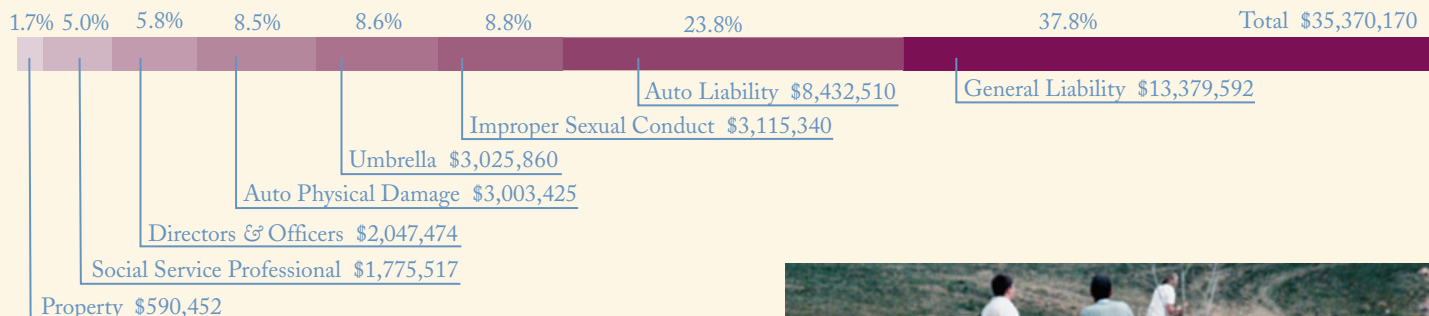 1.7% 5.0% 5.8% 8.5% 8.6% 8.8% 23.8% 37.8% Total $35,370,170
General Liability $13,379,592
Auto Liability $8,432,510
Improper Sexual Conduct $3,115,340
Umbrella $3,025,860
Auto Physical Damage $3,003,425
Directors & Officers $2,047,474
Social Service Professional $1,775,517
Property $590,452